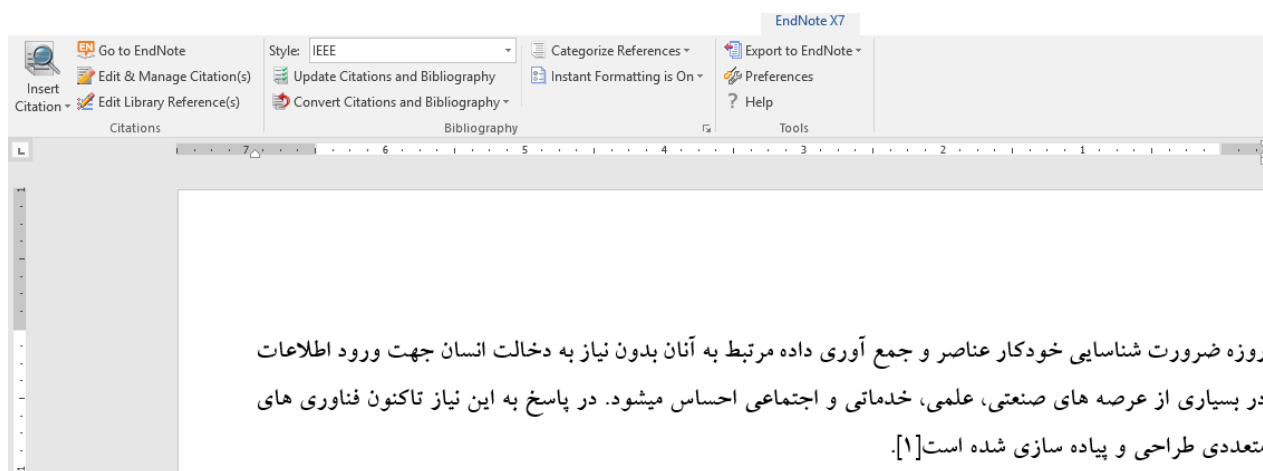 EndNote X7
Insert Citation
Go to EndNote
Edit & Manage Citation(s)
Edit Library Reference(s)
Citations
Style: IEEE
Update Citations and Bibliography
Convert Citations and Bibliography
Categorize References
Instant Formatting is On
Bibliography
Export to EndNote
Preferences
? Help
Tools
7 6 5 4 3 2 1
ضرورت شناسایی خودکار عناصر و جمع آوری داده مرتبط به آنان بدون نیاز به دخالت انسان جهت ورود اطلاعات
در بسیاری از عرصه های صنعتی، علمی، خدماتی و اجتماعی احساس میشود. در پاسخ به این نیاز تاکنون فناوری های
متعددی طراحی و پیاده سازی شده است[۱].